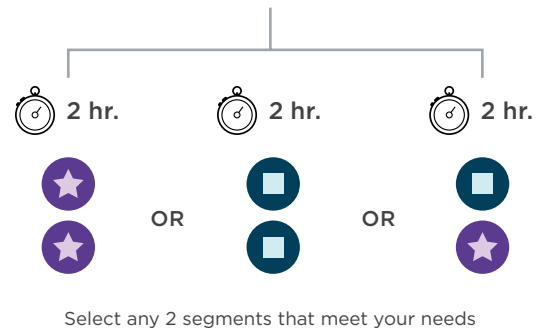 2 hr. 2 hr. 2 hr.
OR OR
Select any 2 segments that meet your needs